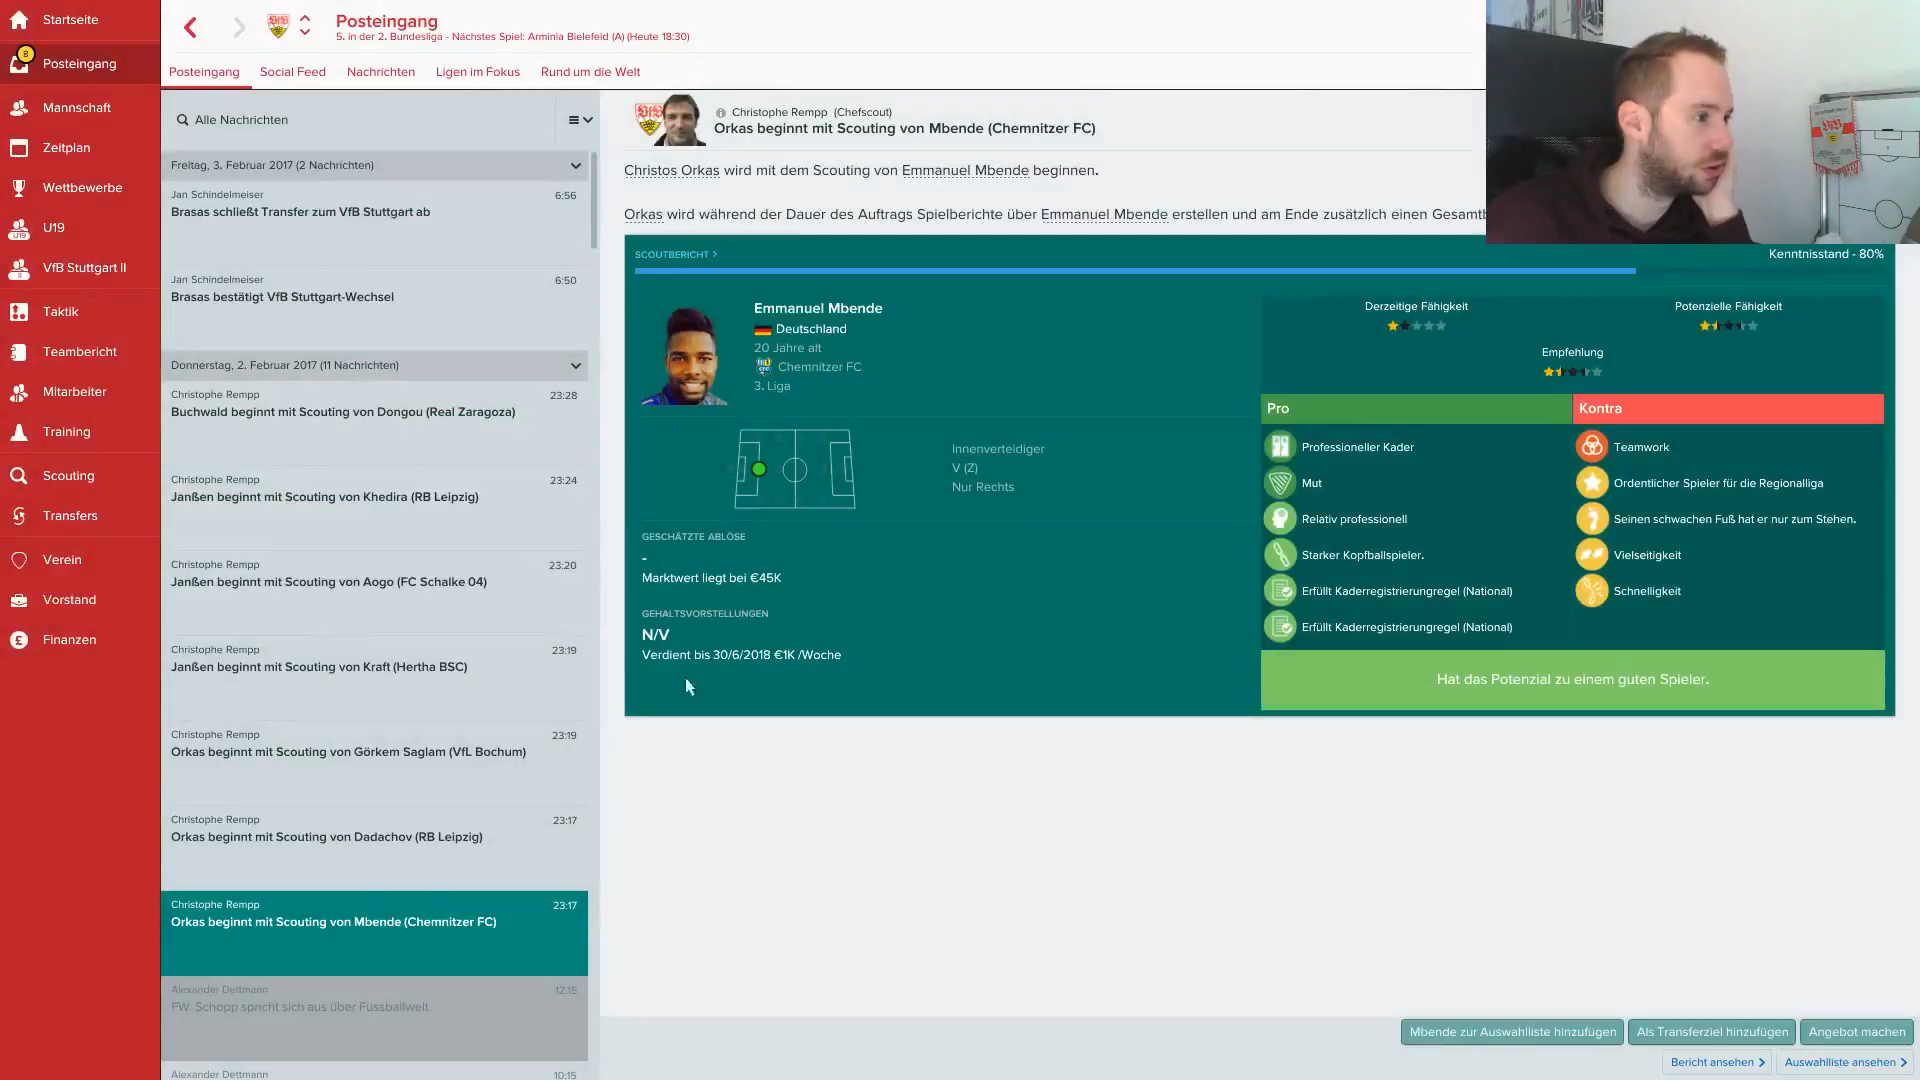 Startseite
8
Posteingang
Mannschaft
Zeitplan
Wettbewerbe
U19
VfB Stuttgart II
Taktik
Teambericht
Mitarbeiter
Training
Scouting
Transfers
Verein
Vorstand
Finanzen
Posteingang
5. in der 2. Bundesliga - Nächstes Spiel: Arminia Bielefeld (A) (Heute 18:30)
Posteingang Social Feed Nachrichten Ligen im Fokus Rund um die Welt
Alle Nachrichten
Freitag, 3. Februar 2017 (2 Nachrichten)
Jan Schindelmeiser 6:56
Brasas schließt Transfer zum VfB Stuttgart ab
Jan Schindelmeiser 6:50
Brasas bestätigt VfB Stuttgart-Wechsel
Donnerstag, 2. Februar 2017 (11 Nachrichten)
Christophe Rempp 23:28
Buchwald beginnt mit Scouting von Dongou (Real Zaragoza)
Christophe Rempp 23:24
Janßen beginnt mit Scouting von Khedira (RB Leipzig)
Christophe Rempp 23:20
Janßen beginnt mit Scouting von Aogo (FC Schalke 04)
Christophe Rempp 23:19
Janßen beginnt mit Scouting von Kraft (Hertha BSC)
Christophe Rempp 23:19
Orkas beginnt mit Scouting von Görkem Saglam (VfL Bochum)
Christophe Rempp 23:17
Orkas beginnt mit Scouting von Dadachov (RB Leipzig)
Christophe Rempp 23:17
Orkas beginnt mit Scouting von Mbende (Chemnitzer FC)
Alexander Dettmann 12:15
FW: Schopp spricht sich aus über Fussballwelt
Alexander Dettmann 10:15
Christophe Rempp (Chefscout)
Orkas beginnt mit Scouting von Mbende (Chemnitzer FC)
Christos Orkas wird mit dem Scouting von Emmanuel Mbende beginnen.
Orkas wird während der Dauer des Auftrags Spielberichte über Emmanuel Mbende erstellen und am Ende zusätzlich einen Gesamtb
SCOUTBERICHT >
Kenntnisstand - 80%
Emmanuel Mbende
Deutschland
20 Jahre alt
Chemnitzer FC
3. Liga
Innenverteidiger
V (Z)
Nur Rechts
GESCHÄTZTE ABLÖSE
-
Marktwert liegt bei €45K
GEHALTSVORSTELLUNGEN
N/V
Verdient bis 30/6/2018 €1K /Woche
Derzeitige Fähigkeit
Potenzielle Fähigkeit
Empfehlung
Pro
Professioneller Kader
Mut
Relativ professionell
Starker Kopfballspieler.
Erfüllt Kaderregistrierungregel (National)
Erfüllt Kaderregistrierungregel (National)
Kontra
Teamwork
Ordentlicher Spieler für die Regionalliga
Seinen schwachen Fuß hat er nur zum Stehen.
Vielseitigkeit
Schnelligkeit
Hat das Potenzial zu einem guten Spieler.
Mbende zur Auswahlliste hinzufügen
Als Transferziel hinzufügen
Angebot machen
Bericht ansehen >
Auswahlliste ansehen >